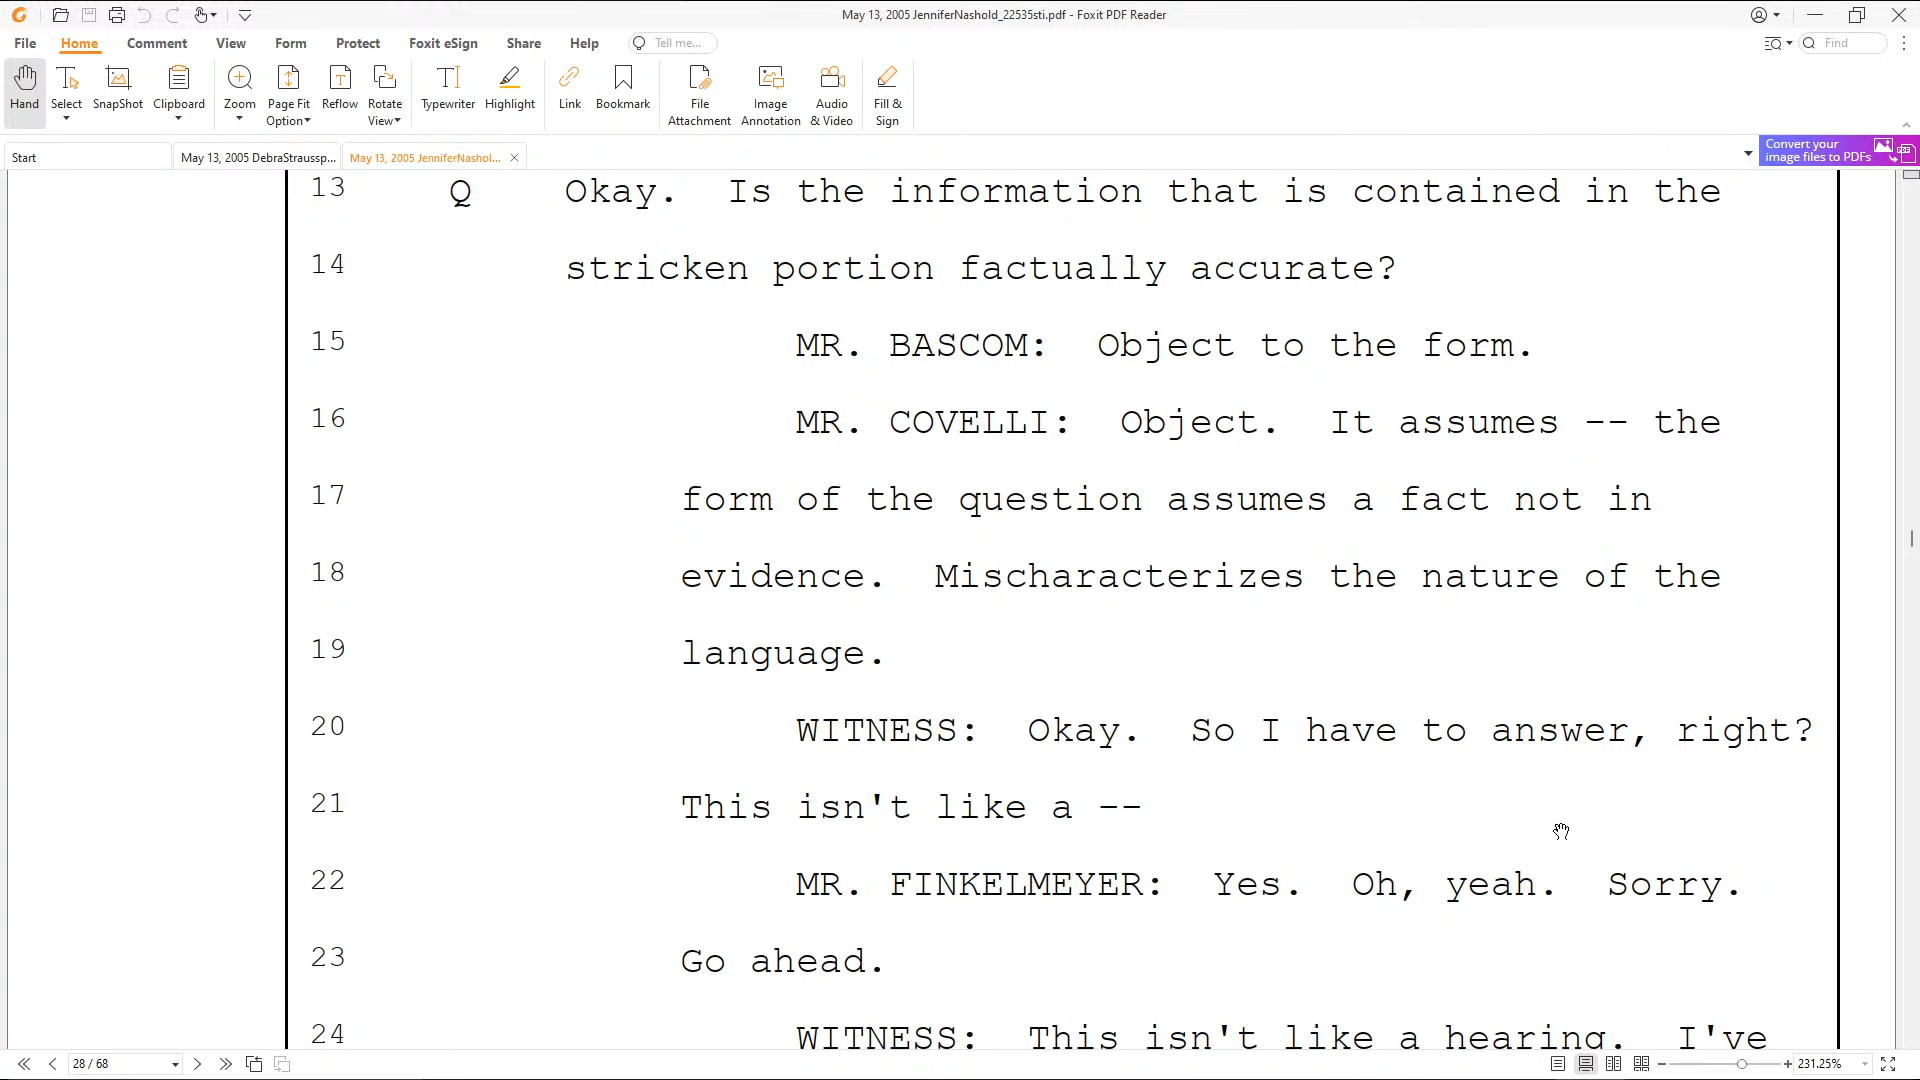 May 13, 2005 JenniferNashold_22535sti.pdf - Foxit PDF Reader
File Home Comment View Form Protect Foxit eSign Share Help Tell me... Find
Hand Select SnapShot Clipboard Zoom Page Fit Option Reflow Rotate View Typewriter Highlight Link Bookmark File Attachment Image Annotation Audio & Video Fill & Sign
Start May 13, 2005 DebraStraussp... May 13, 2005 JenniferNashol... Convert your
image files to PDFs
13 Q Okay. Is the information that is contained in the
14 stricken portion factually accurate?
15 MR. BASCOM: Object to the form.
16 MR. COVELLI: Object. It assumes -- the
17 form of the question assumes a fact not in
18 evidence. Mischaracterizes the nature of the
19 language.
20 WITNESS: Okay. So I have to answer, right?
21 This isn't like a --
22 MR. FINKELMEYER: Yes. Oh, yeah. Sorry.
23 Go ahead.
24 WITNESS: This isn't like a hearing. I've
28 / 68 231.25%